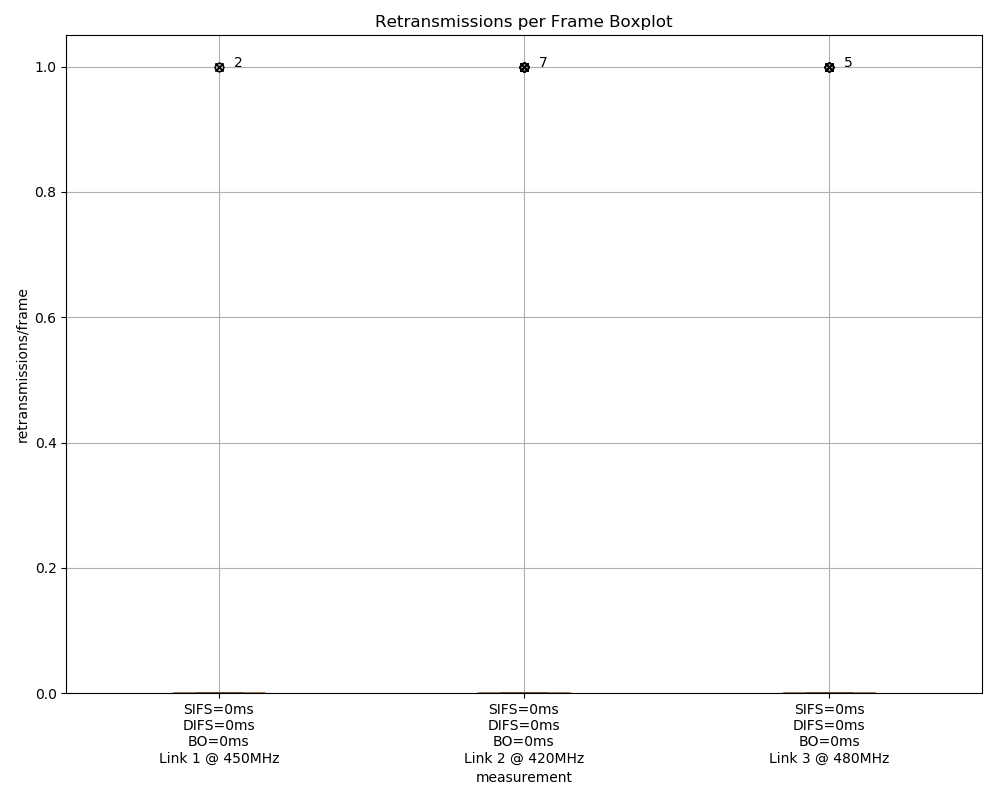 Retransmissions per Frame Boxplot
1.0
2
7
5
0.8
0.6
0.4
0.2
0.0
retransmissions/frame
SIFS=0ms
DIFS=0ms
BO=0ms
Link 1 @ 450MHz
SIFS=0ms
DIFS=0ms
BO=0ms
Link 2 @ 420MHz
SIFS=0ms
DIFS=0ms
BO=0ms
Link 3 @ 480MHz
measurement